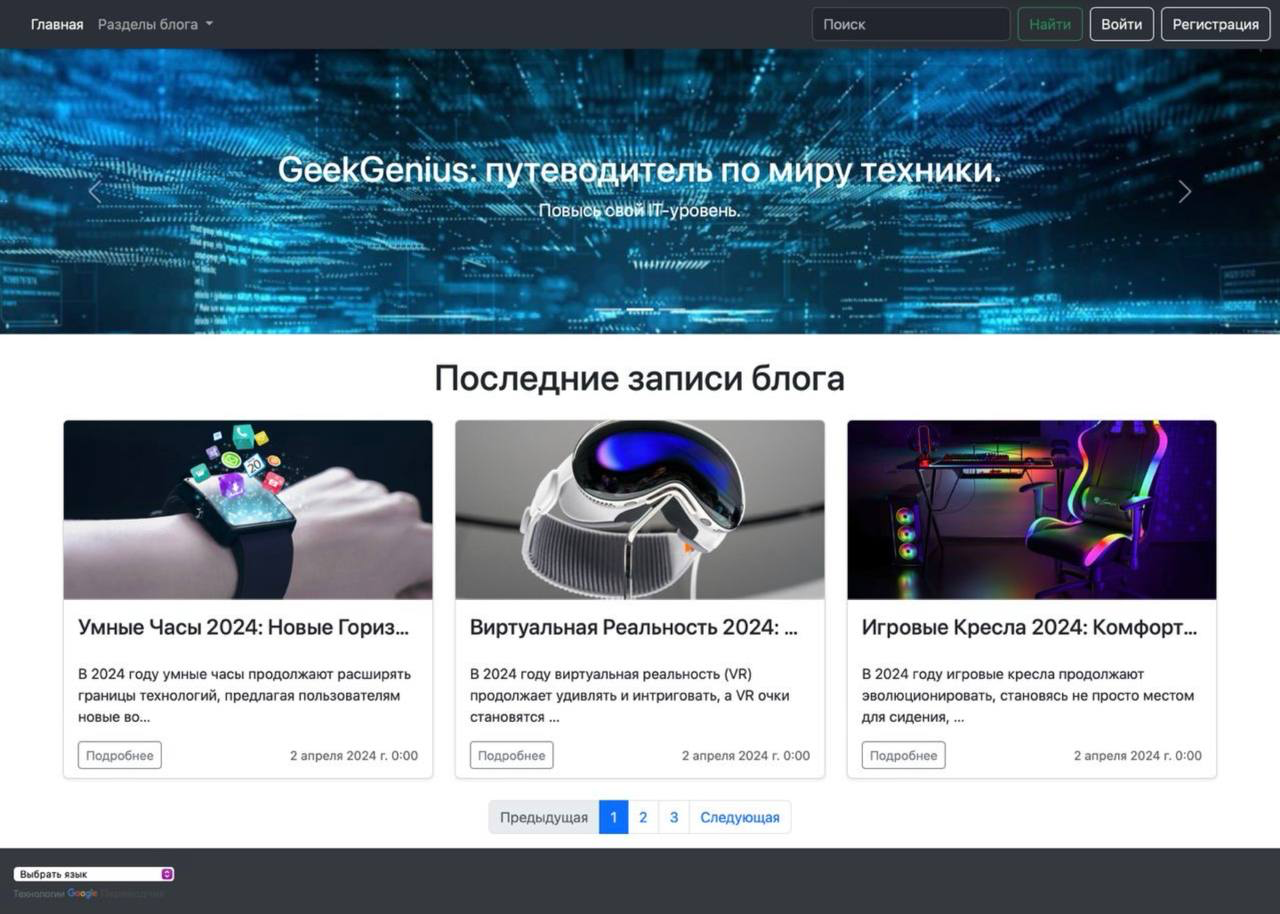 Главная Разделы блога Поиск Найти Войти Регистрация
GeekGenius: путеводитель по миру техники.
Повысь свой IT-уровень.
Последние записи блога
20
Умные Часы 2024: Новые Гориз...
В 2024 году умные часы продолжают расширять
границы технологий, предлагая пользователям
новые во...
Подробнее 2 апреля 2024 г. 0:00
Виртуальная Реальность 2024: ...
В 2024 году виртуальная реальность (VR)
продолжает удивлять и интриговать, а VR очки
становятся ...
Подробнее 2 апреля 2024 г. 0:00
Игровые Кресла 2024: Комфорт...
В 2024 году игровые кресла продолжают
эволюционировать, становясь не просто местом
для сидения, ...
Подробнее 2 апреля 2024 г. 0:00
Предыдущая 1 2 3 Следующая
Выбрать язык
Технологии Google Переводчик